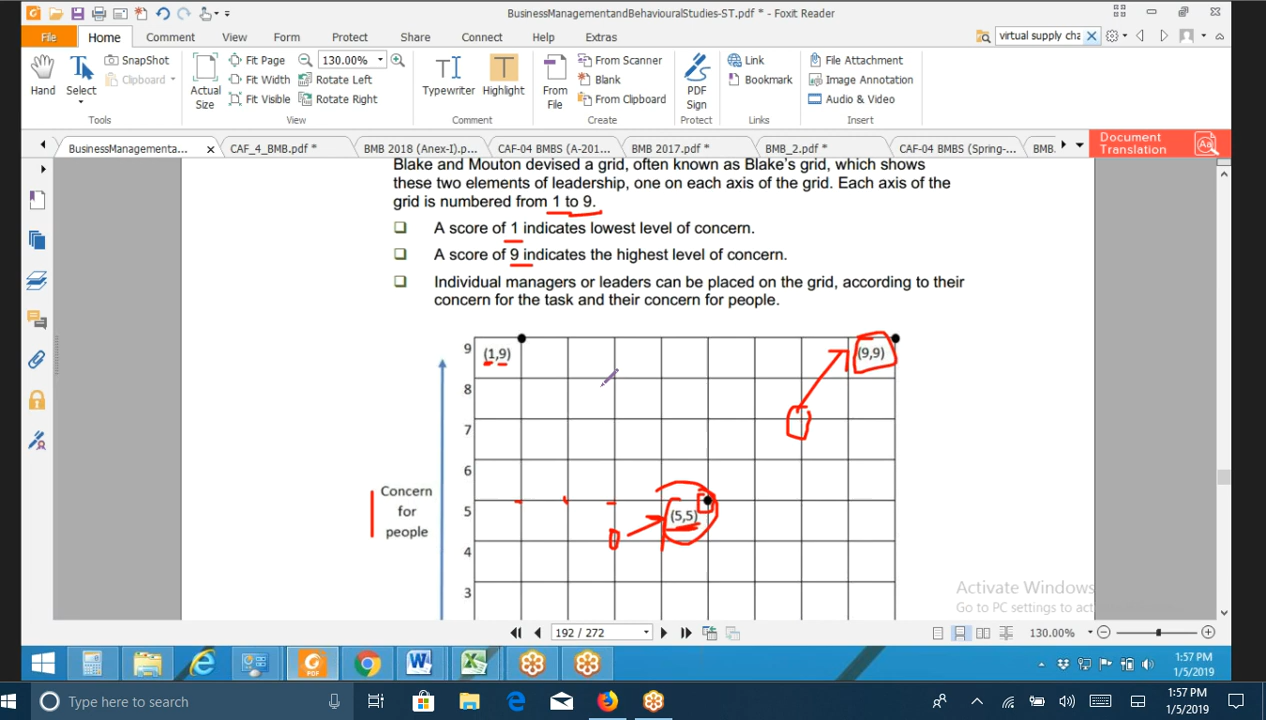 BusinessManagementandBehaviouralStudies-ST.pdf * - Foxit Reader
File Home Comment View Form Protect Share Connect Help Extras
virtual supply cha
Hand
Select
SnapShot
Clipboard
Actual Size
Fit Page
Fit Width
Fit Visible
130.00%
Rotate Left
Rotate Right
Typewriter
Highlight
From File
From Scanner
Blank
From Clipboard
PDF Sign
Link
Bookmark
File Attachment
Image Annotation
Audio & Video
Tools View Comment Create Protect Links Insert
BusinessManagementa... CAF_4_BMB.pdf * BMB 2018 (Anex-I).p... CAF-04 BMBS (A-201... BMB 2017.pdf * BMB_2.pdf * CAF-04 BMBS (Spring-... BMB.
Document Translation
Blake and Mouton devised a grid, often known as Blake's grid, which shows
these two elements of leadership, one on each axis of the grid. Each axis of the
grid is numbered from 1 to 9.
❑ A score of 1 indicates lowest level of concern.
❑ A score of 9 indicates the highest level of concern.
❑ Individual managers or leaders can be placed on the grid, according to their
concern for the task and their concern for people.
9 (1,9) (9,9)
8
7
6
Concern
for
people
5 (5,5)
4
3
Activate Windows
Go to PC settings to act
192 / 272
130.00%
1:57 PM
1/5/2019
Type here to search
1:57 PM
1/5/2019